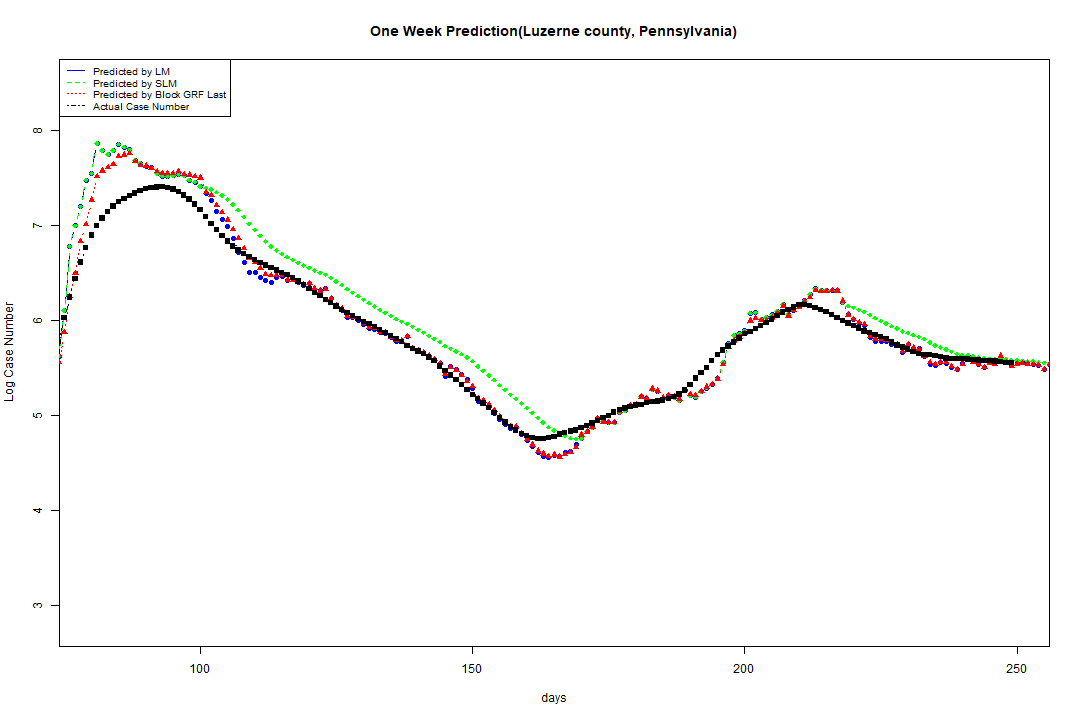 One Week Prediction(Luzerne county, Pennsylvania)
Predicted by LM
Predicted by SLM
Predicted by Block GRF Last
Actual Case Number
8
7
6
5
4
3
Log Case Number
100 150 200 250
days